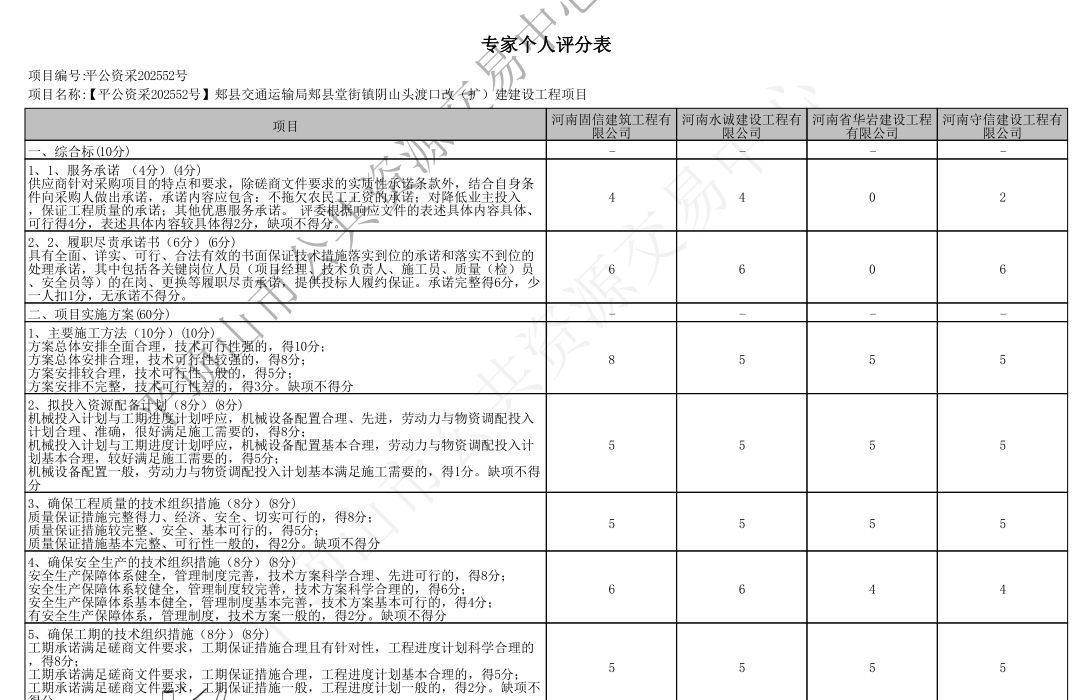 专家个人评分表
项目编号:平公资采202552号
项目名称:【平公资采202552号】郏县交通运输局郏县堂街镇阴山头渡口改（扩）建建设工程项目
项目 河南固信建筑工程有限公司 河南水诚建设工程有限公司 河南省华岩建设工程有限公司 河南守信建设工程有限公司
一、综合标(10分) – – – –
1、1、服务承诺 （4分）(4分)
供应商针对采购项目的特点和要求，除磋商文件要求的实质性承诺条款外，结合自身条
件向采购人做出承诺，承诺内容应包含：不拖欠农民工工资的承诺；对降低业主投入
，保证工程质量的承诺；其他优惠服务承诺。 评委根据响应文件的表述具体内容具体、
可行得4分，表述具体内容较具体得2分，缺项不得分。
4 4 0 2
2、2、履职尽责承诺书（6分）(6分)
具有全面、详实、可行、合法有效的书面保证技术措施落实到位的承诺和落实不到位的
处理承诺，其中包括各关键岗位人员（项目经理、技术负责人、施工员、质量（检）员
、安全员等）的在岗、更换等履职尽责承诺，提供投标人履约保证。承诺完整得6分，少
一人扣1分，无承诺不得分。
6 6 0 6
二、项目实施方案(60分) – – – –
1、主要施工方法（10分）(10分)
方案总体安排全面合理，技术可行性强的，得10分；
方案总体安排合理，技术可行性较强的，得8分；
方案安排较合理，技术可行性一般的，得5分；
方案安排不完整，技术可行性差的，得3分。缺项不得分
8 5 5 5
2、拟投入资源配备计划（8分）(8分)
机械投入计划与工期进度计划呼应，机械设备配置合理、先进，劳动力与物资调配投入
计划合理、准确，很好满足施工需要的，得8分；
机械投入计划与工期进度计划呼应，机械设备配置基本合理，劳动力与物资调配投入计
划基本合理，较好满足施工需要的，得5分；
机械设备配置一般，劳动力与物资调配投入计划基本满足施工需要的，得1分。缺项不得
分
5 5 5 5
3、确保工程质量的技术组织措施（8分）(8分)
质量保证措施完整得力、经济、安全、切实可行的，得8分；
质量保证措施较完整、安全、基本可行的，得5分；
质量保证措施基本完整、可行性一般的，得2分。缺项不得分
5 5 5 5
4、确保安全生产的技术组织措施（8分）(8分)
安全生产保障体系健全，管理制度完善，技术方案科学合理、先进可行的，得8分；
安全生产保障体系较健全，管理制度较完善，技术方案科学合理的，得6分；
安全生产保障体系基本健全，管理制度基本完善，技术方案基本可行的，得4分；
有安全生产保障体系，管理制度，技术方案一般的，得2分。缺项不得分
6 6 4 4
5、确保工期的技术组织措施（8分）(8分)
工期承诺满足磋商文件要求，工期保证措施合理且有针对性，工程进度计划科学合理的
，得8分；
工期承诺满足磋商文件要求，工期保证措施合理，工程进度计划基本合理的，得5分；
工期承诺满足磋商文件要求，工期保证措施一般，工程进度计划一般的，得2分。缺项不
得分
5 5 5 5
平顶山市公共资源交易中心
平顶山市公共资源交易中心